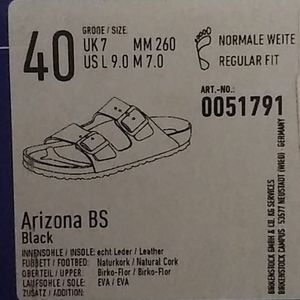 40
GRÖDE / SIZE:
UK 7 MM 260
US L 9.0 M 7.0
NORMALE WEITE
REGULAR FIT
ART.-NO.:
0051791
Arizona BS
Black
INNENSOHLE / INSOLE: echt Leder / Leather
FUßBETT / FOOTBED: Naturkork / Natural Cork
OBERTEIL / UPPER: Birko-Flor / Birko-Flor
LAUFSOHLE / SOLE: EVA / EVA
ZUSATZ / ADDITION:
BIRKENSTOCK GMBH & CO. KG SERVICES
BIRKENSTOCK CAMPUS · 53577 NEUSTADT (WIED) · GERMANY